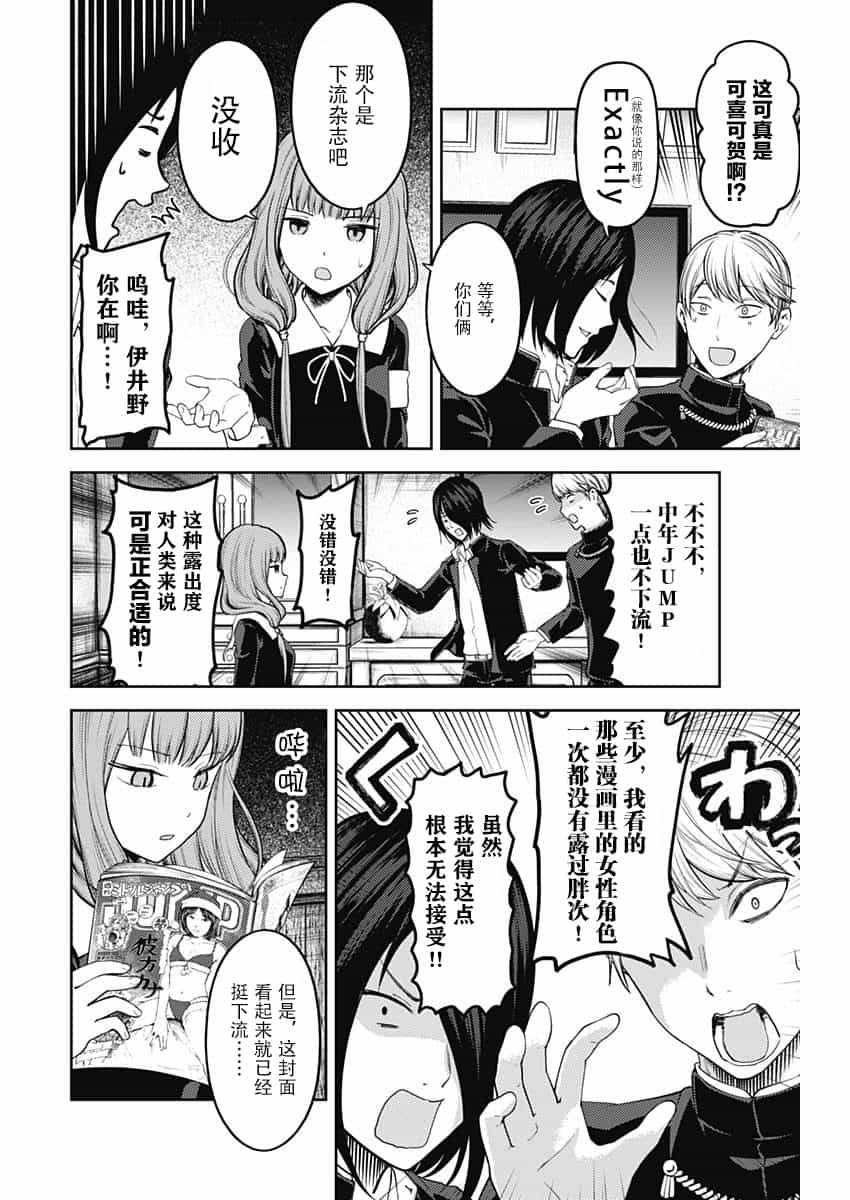 这可真是
可喜可贺啊!?
Exactly
(就像你说的那样)
等等,
你们俩
那个是
下流杂志吧
没收
呜哇，伊井野
你在啊……！
不不不，
中年JUMP
一点也不下流！
没错没错！
这种露出度
对人类来说
可是正合适的！
至少，我看的
那些漫画里的女性角色
一次都没有露过胖次！
わっ
虽然
我觉得这点
根本无法接受!!
くっ
哗啦…
彼方カナ
但是，这封面
看起来就已经
挺下流……